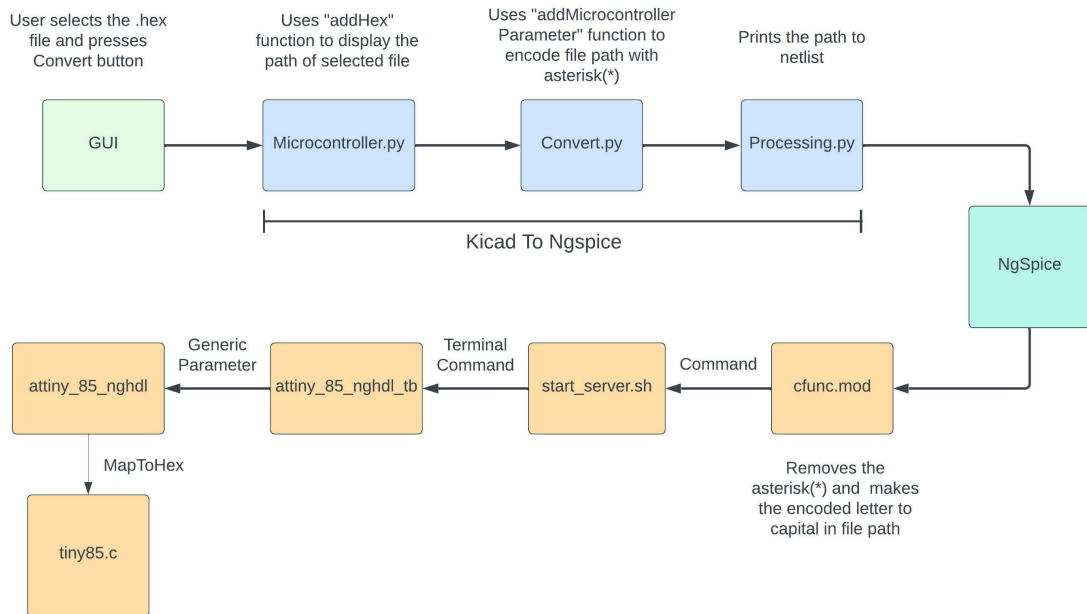 User selects the .hex
file and presses
Convert button
Uses "addHex"
function to display the
path of selected file
Uses "addMicrocontroller
Parameter" function to
encode file path with
asterisk(*)
Prints the path to
netlist
GUI
Microcontroller.py
Convert.py
Processing.py
Kicad To Ngspice
NgSpice
attiny_85_nghdl
Generic
Parameter
attiny_85_nghdl_tb
Terminal
Command
start_server.sh
Command
cfunc.mod
MapToHex
Removes the
asterisk(*) and  makes
the encoded letter to
capital in file path
tiny85.c